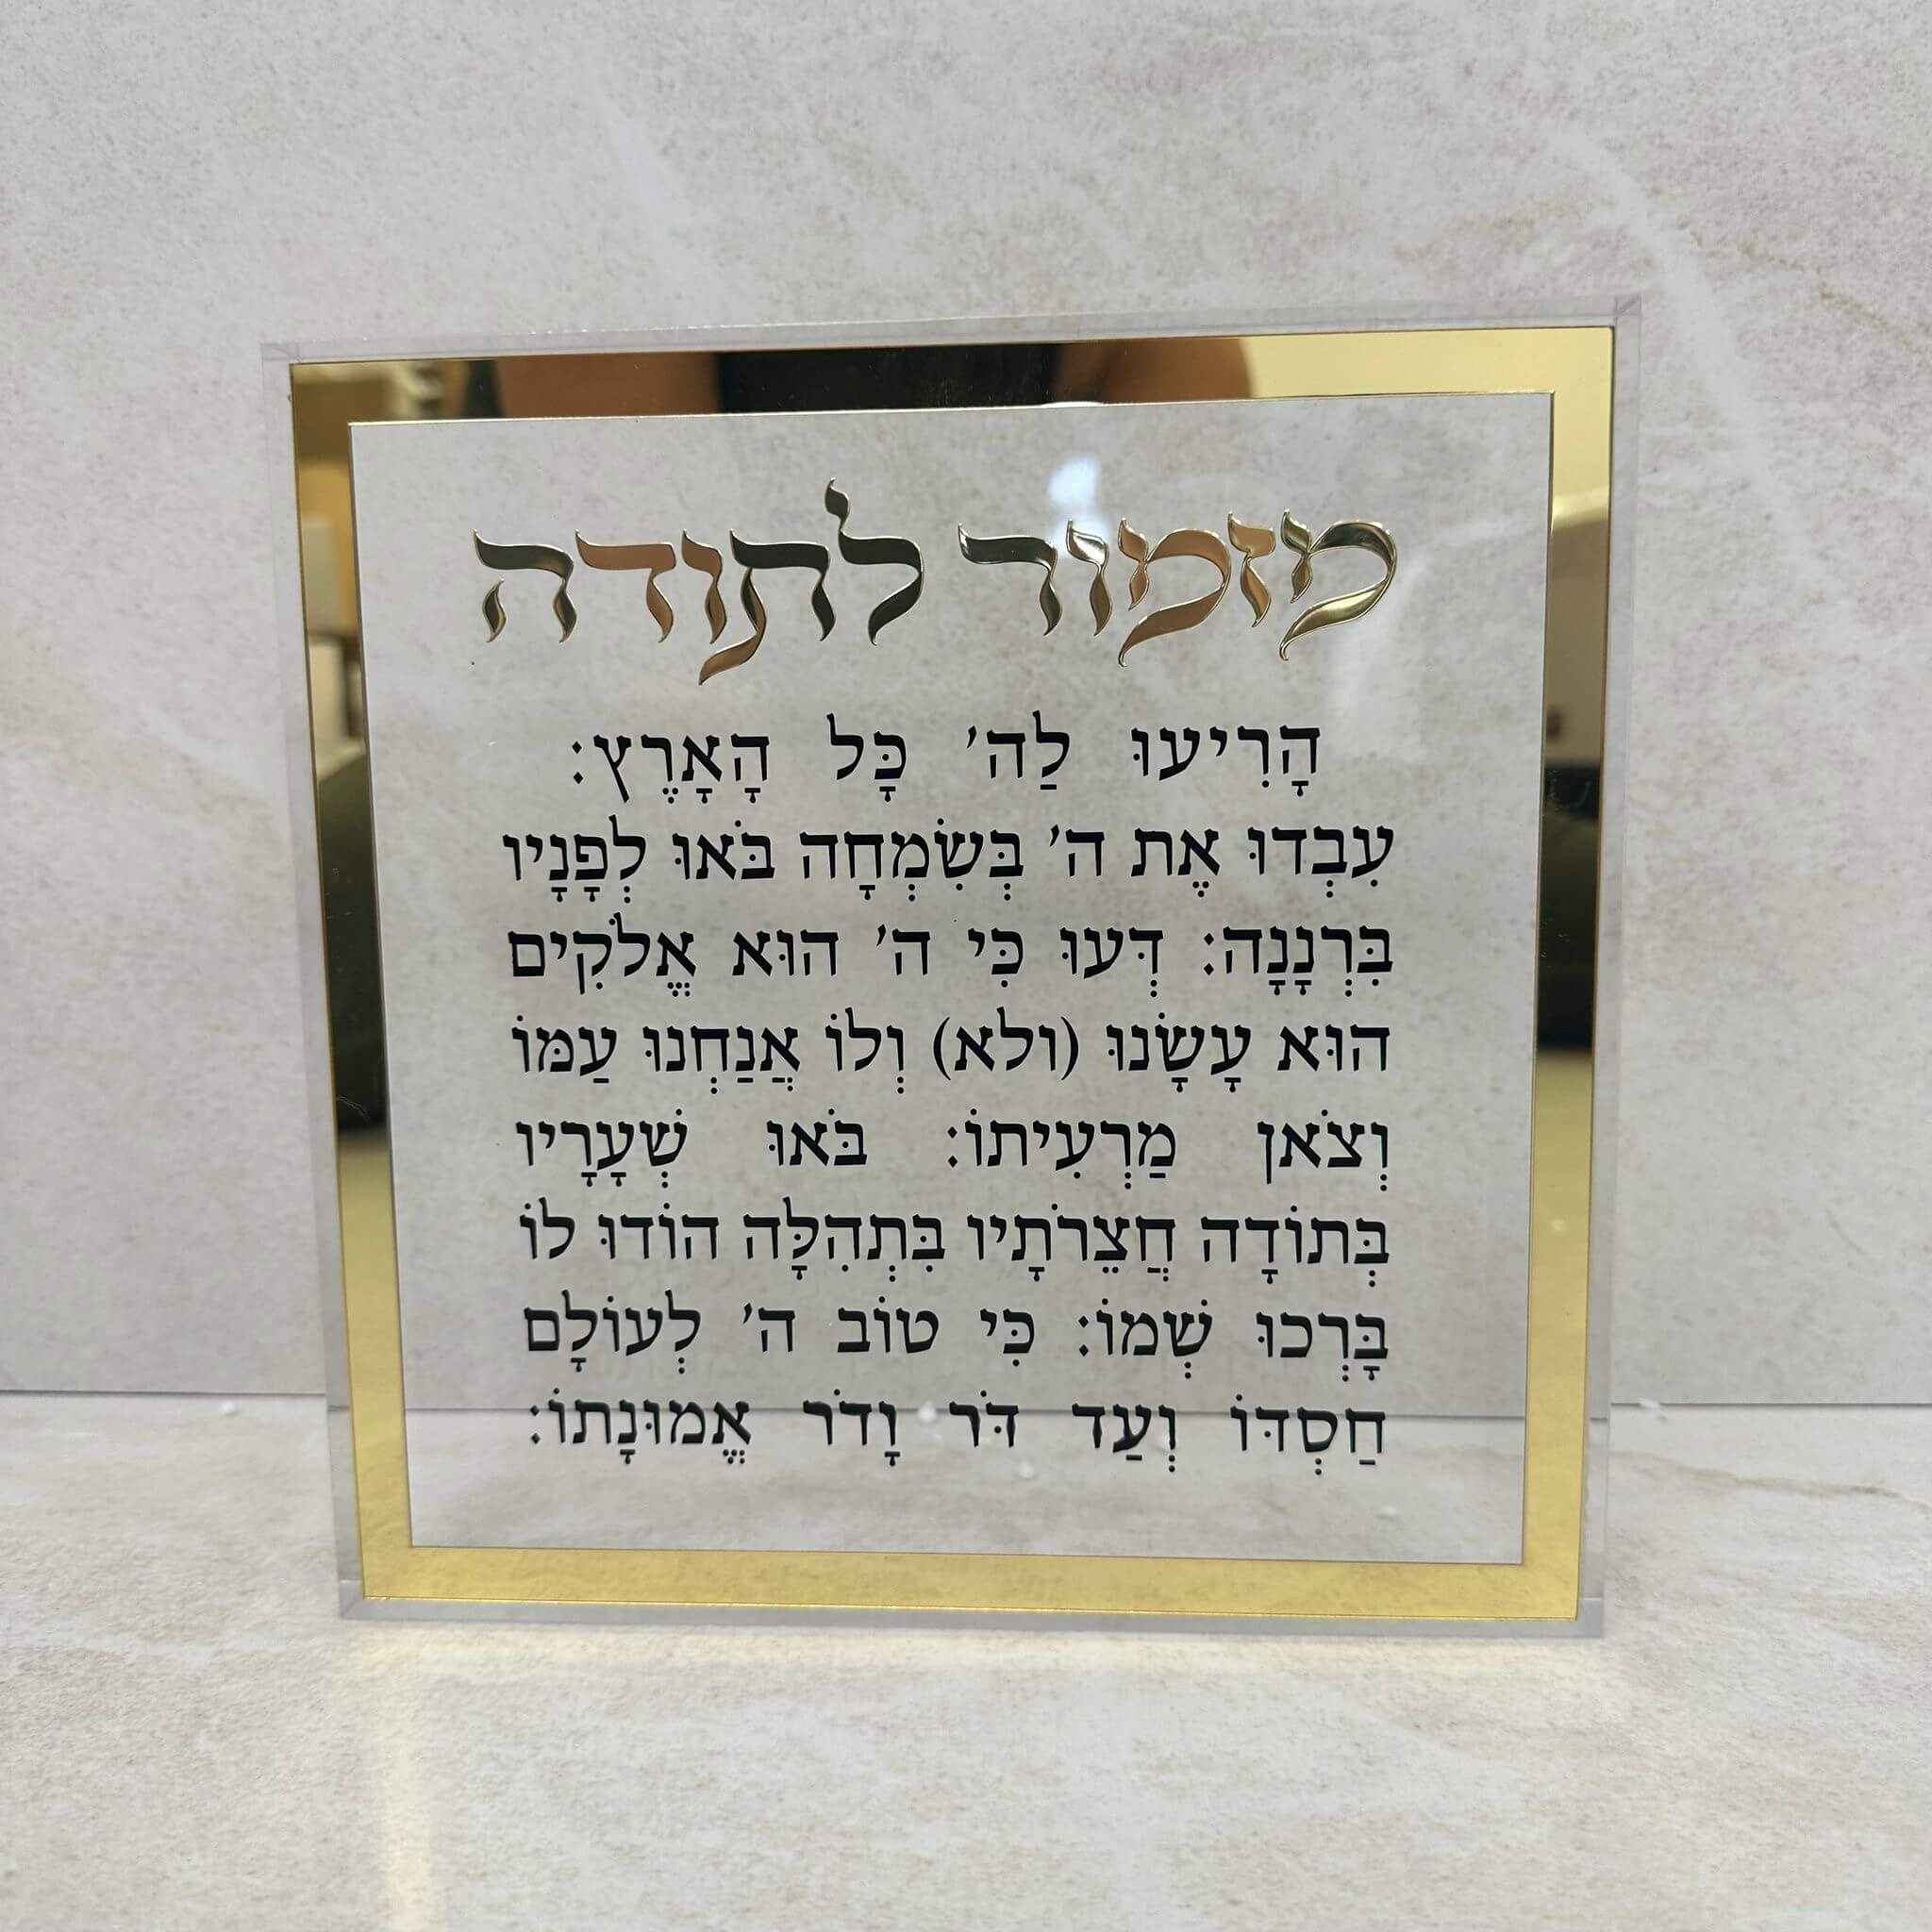 מזמור לתודה
הָרִיעוּ לַה' כָּל הָאָרֶץ:
עִבְדוּ אֶת ה' בְּשִׂמְחָה בֹּאוּ לְפָנָיו
בִּרְנָנָה: דְּעוּ כִּי ה' הוּא אֱלֹקִים
הוּא עָשָׂנוּ (ולא) וְלוֹ אֲנַחְנוּ עַמּוֹ
וְצֹאן מַרְעִיתוֹ: בֹּאוּ שְׁעָרָיו
בְּתוֹדָה חֲצֵרֹתָיו בִּתְהִלָּה הוֹדוּ לוֹ
בָּרְכוּ שְׁמוֹ: כִּי טוֹב ה' לְעוֹלָם
חַסְדּוֹ וְעַד דֹּר וָדֹר אֱמוּנָתוֹ: